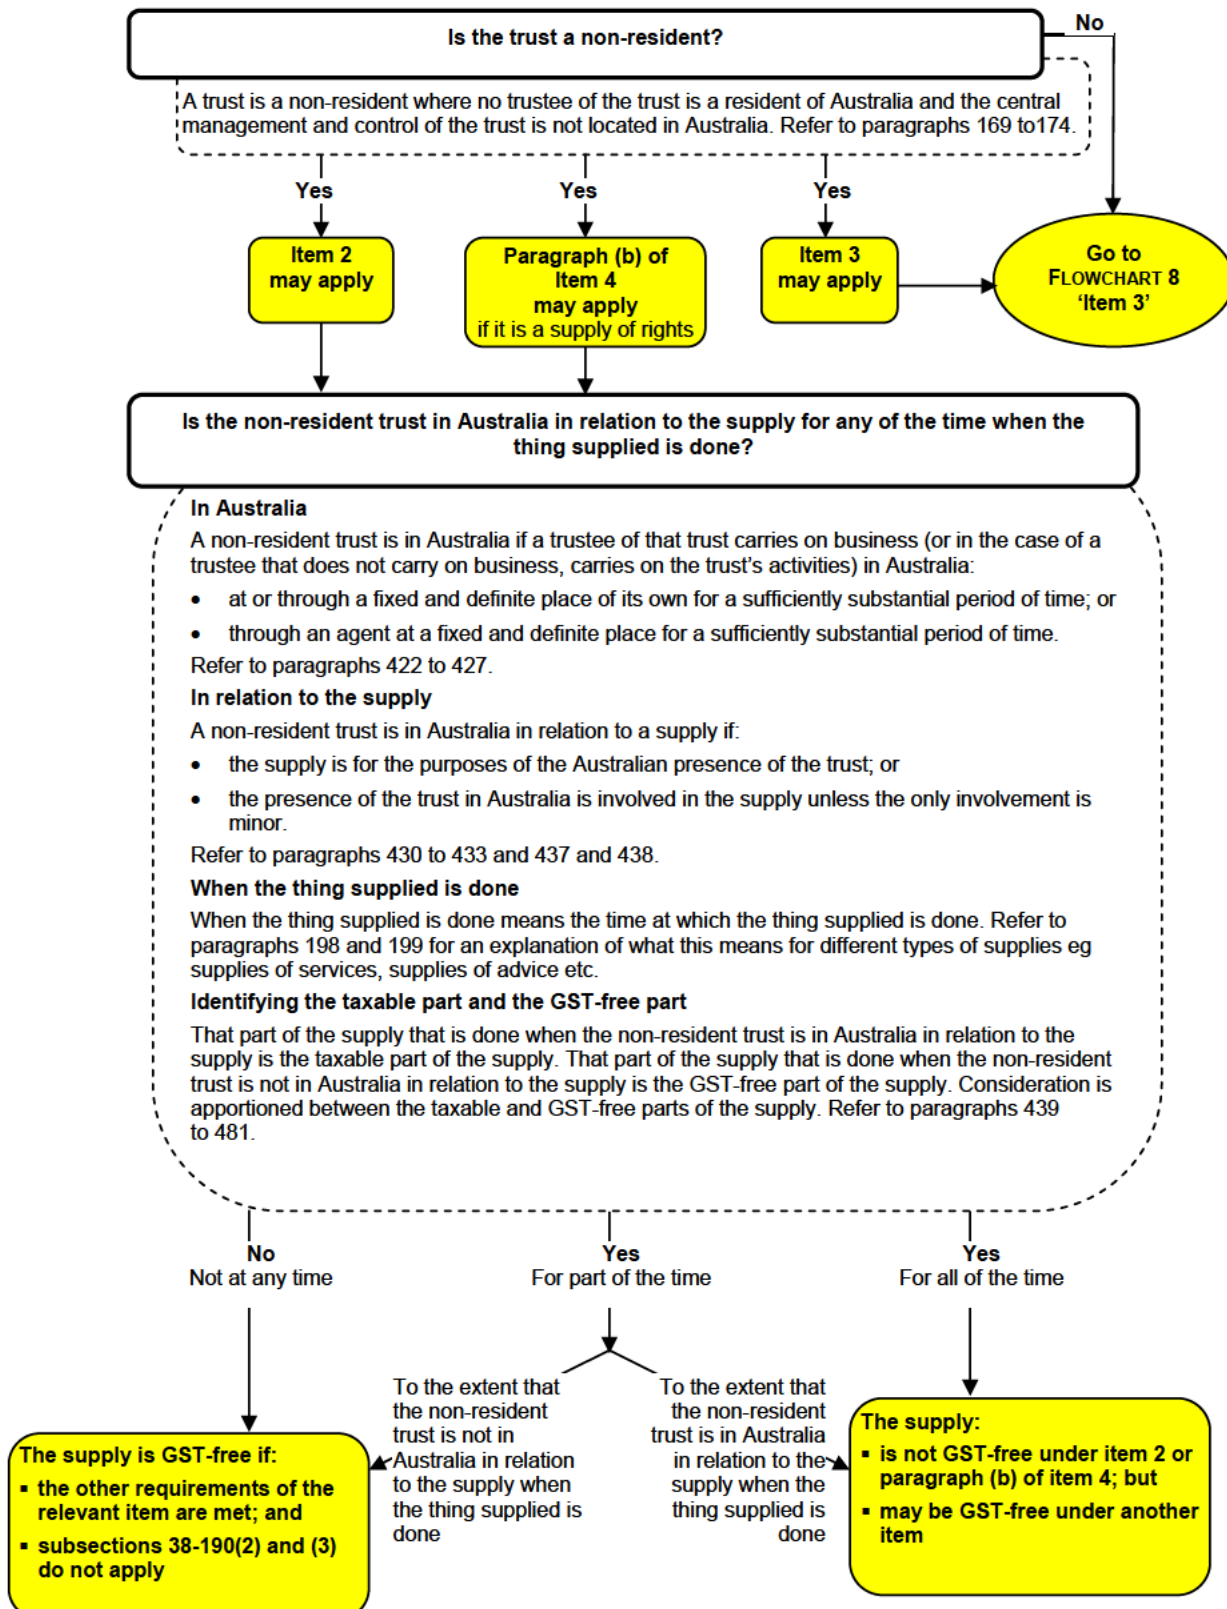 Is the trust a non-resident?
No
A trust is a non-resident where no trustee of the trust is a resident of Australia and the central
management and control of the trust is not located in Australia. Refer to paragraphs 169 to174.
Yes
Yes
Yes
Item 2
may apply
Paragraph (b) of
Item 4
may apply
if it is a supply of rights
Item 3
may apply
Go to
FLOWCHART 8
‘Item 3’
Is the non-resident trust in Australia in relation to the supply for any of the time when the
thing supplied is done?
In Australia
A non-resident trust is in Australia if a trustee of that trust carries on business (or in the case of a
trustee that does not carry on business, carries on the trust’s activities) in Australia:
• at or through a fixed and definite place of its own for a sufficiently substantial period of time; or
• through an agent at a fixed and definite place for a sufficiently substantial period of time.
Refer to paragraphs 422 to 427.
In relation to the supply
A non-resident trust is in Australia in relation to a supply if:
• the supply is for the purposes of the Australian presence of the trust; or
• the presence of the trust in Australia is involved in the supply unless the only involvement is
minor.
Refer to paragraphs 430 to 433 and 437 and 438.
When the thing supplied is done
When the thing supplied is done means the time at which the thing supplied is done. Refer to
paragraphs 198 and 199 for an explanation of what this means for different types of supplies eg
supplies of services, supplies of advice etc.
Identifying the taxable part and the GST-free part
That part of the supply that is done when the non-resident trust is in Australia in relation to the
supply is the taxable part of the supply. That part of the supply that is done when the non-resident
trust is not in Australia in relation to the supply is the GST-free part of the supply. Consideration is
apportioned between the taxable and GST-free parts of the supply. Refer to paragraphs 439
to 481.
No
Not at any time
Yes
For part of the time
Yes
For all of the time
To the extent that
the non-resident
trust is not in
Australia in relation
to the supply when
the thing supplied is
done
To the extent that
the non-resident
trust is in Australia
in relation to the
supply when the
thing supplied is
done
The supply is GST-free if:
▪ the other requirements of the
relevant item are met; and
▪ subsections 38-190(2) and (3)
do not apply
The supply:
▪ is not GST-free under item 2 or
paragraph (b) of item 4; but
▪ may be GST-free under another
item